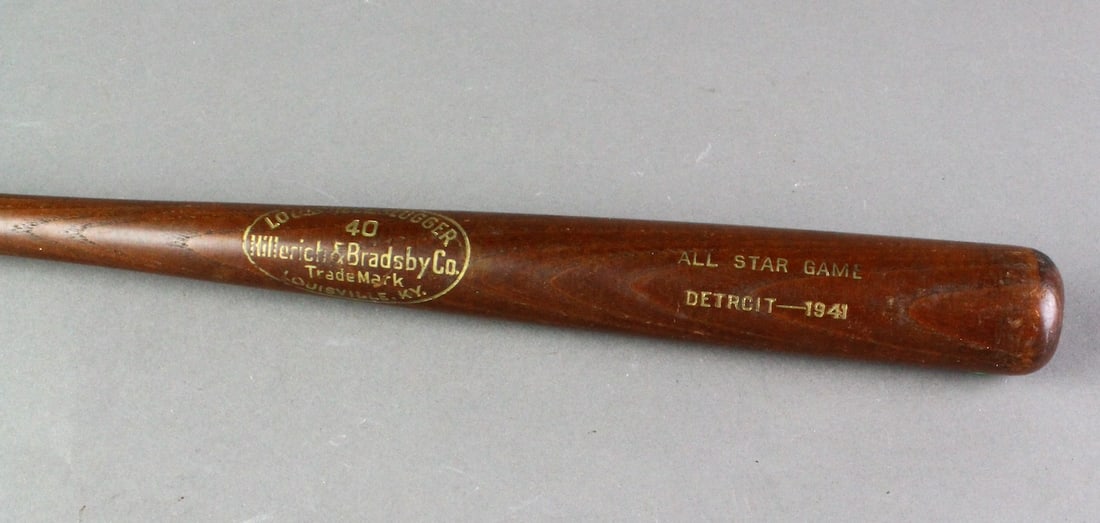 LOUISVILLE SLUGGER
40
Hillerich & Bradsby Co.
Trade Mark
LOUISVILLE, KY.
ALL STAR GAME
DETROIT—1941